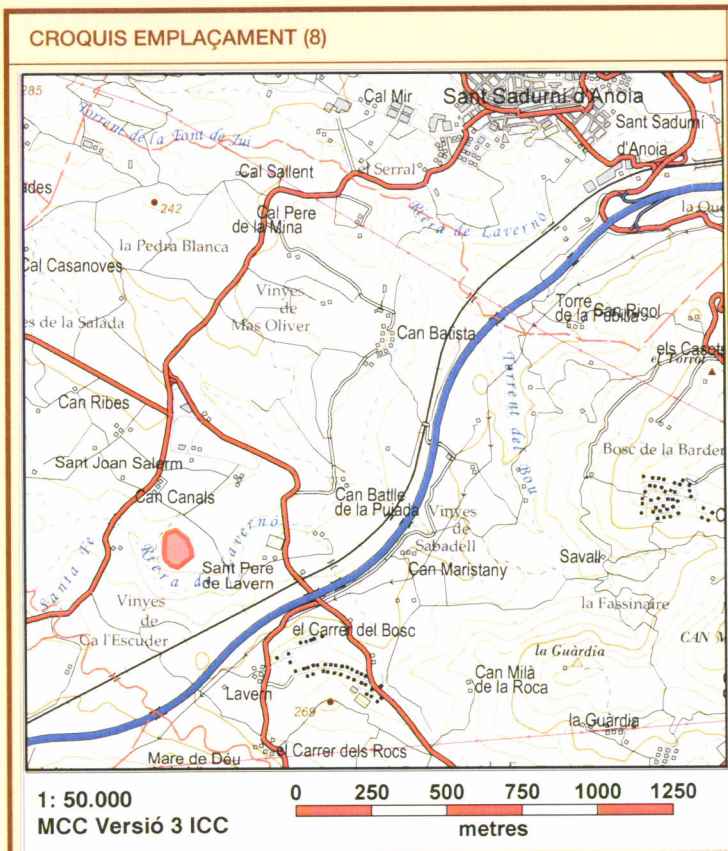 CROQUIS EMPLAÇAMENT (8)
285
Cal Mir
Sant Sadurní d'Anoia
Torrent de la Font de Jui
Sant Sadurní
d'Anoia
Cal Sallent
el Serral
ades
242
Cal Pere
de la Mina
Riera de Lavernó
la Que
la Pedra Blanca
Cal Casanoves
Vinyes
de
Mas Oliver
Torre
de la Pubilla
Can Rigol
es de la Salada
Can Batista
els Casots
el Torrot
Can Ribes
Torrent del Bou
Bosc de la Barder
Sant Joan Salerm
Can Canals
Can Batlle
de la Pujada
Vinyes
de
Sabadell
Riera de Lavernó
Santa Fe
Sant Pere
de Lavern
Can Maristany
Savall
Vinyes
de
Ca l'Escuder
la Fassinaire
el Carrer del Bosc
CAN M
la Guàrdia
Can Milà
de la Roca
Lavern
269
la Guàrdia
Mare de Déu
el Carrer dels Rocs
1: 50.000
MCC Versió 3 ICC
0 250 500 750 1000 1250
metres